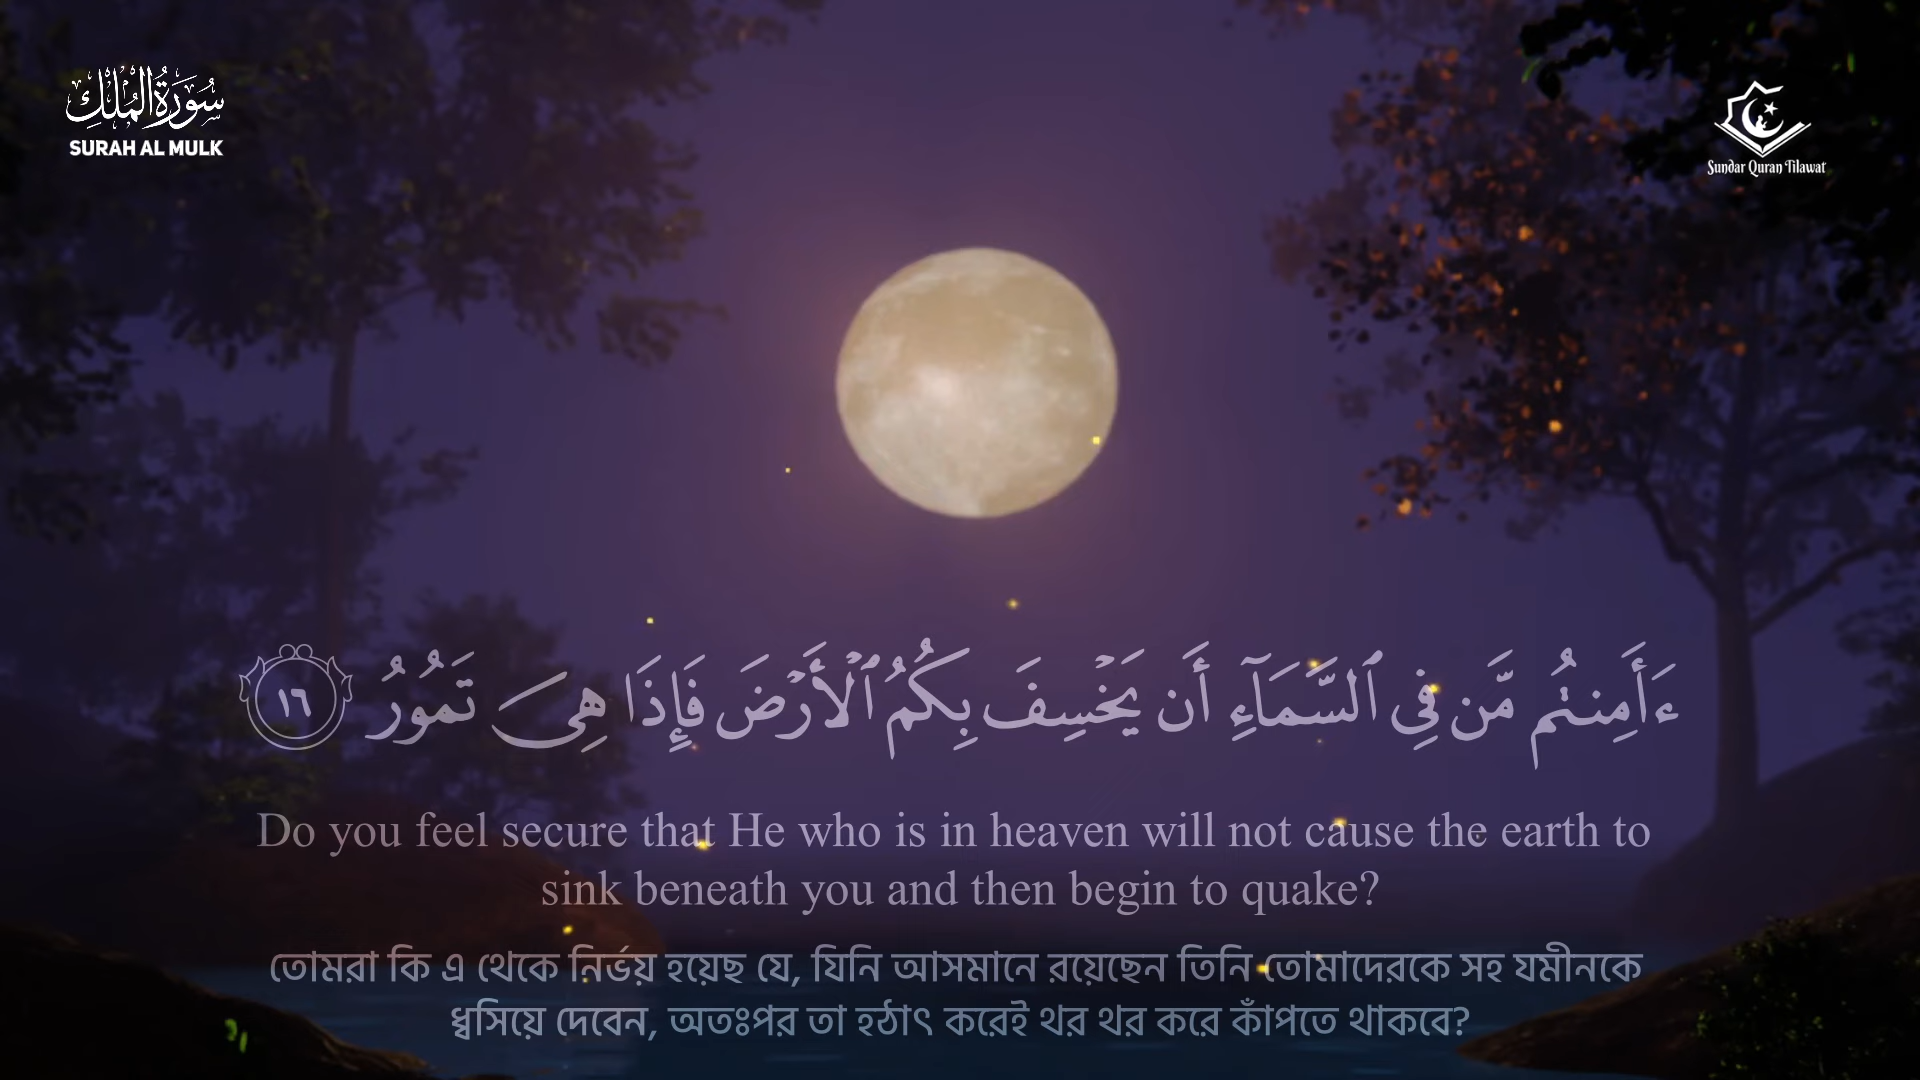 سُورَةُ الْمُلْكِ
SURAH AL MULK
Sundar Quran Tilawat
ءَأَمِنتُم مَّن فِي ٱلسَّمَآءِ أَن يَخۡسِفَ بِكُمُ ٱلۡأَرۡضَ فَإِذَا هِيَ تَمُورُ ١٦
Do you feel secure that He who is in heaven will not cause the earth to
sink beneath you and then begin to quake?
তোমরা কি এ থেকে নির্ভয় হয়েছ যে, যিনি আসমানে রয়েছেন তিনি তোমাদেরকে সহ যমীনকে
ধ্বসিয়ে দেবেন, অতঃপর তা হঠাৎ করেই থর থর করে কাঁপতে থাকবে?